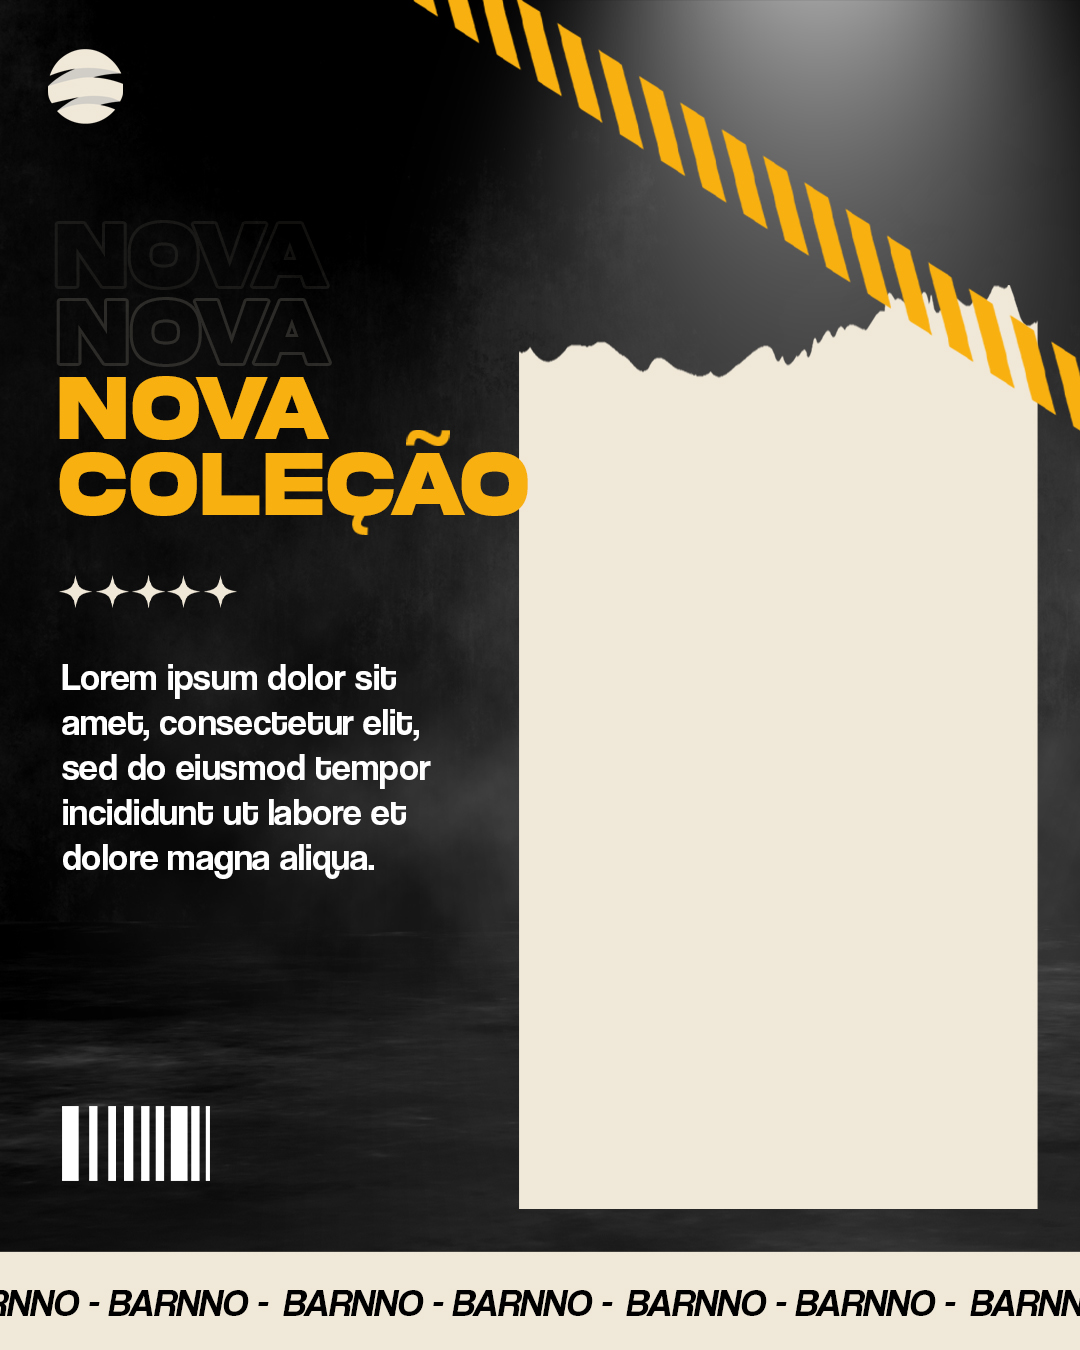 NOVA
NOVA
NOVA
COLEÇÃO
Lorem ipsum dolor sit
amet, consectetur elit,
sed do eiusmod tempor
incididunt ut labore et
dolore magna aliqua.
RNNO - BARNNO - BARNNO - BARNNO - BARNNO - BARNNO - BARNN